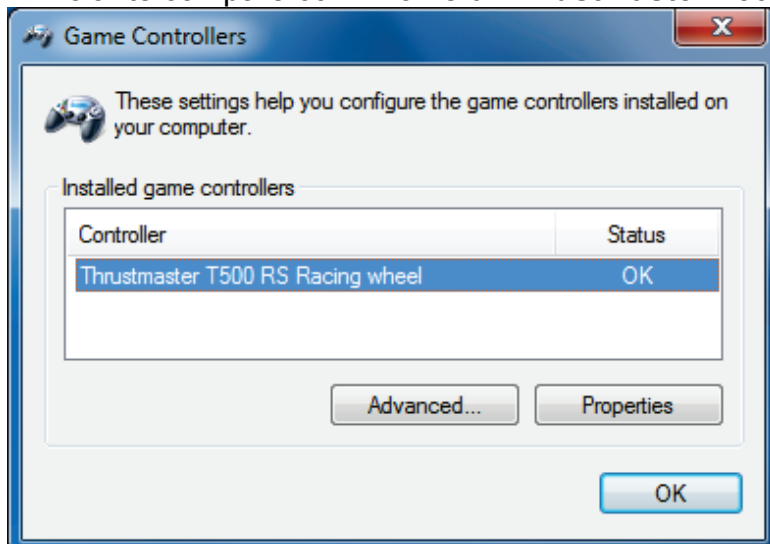 Game Controllers
These settings help you configure the game controllers installed on
your computer.
Installed game controllers
Controller Status
Thrustmaster T500 RS Racing wheel OK
Advanced... Properties
OK